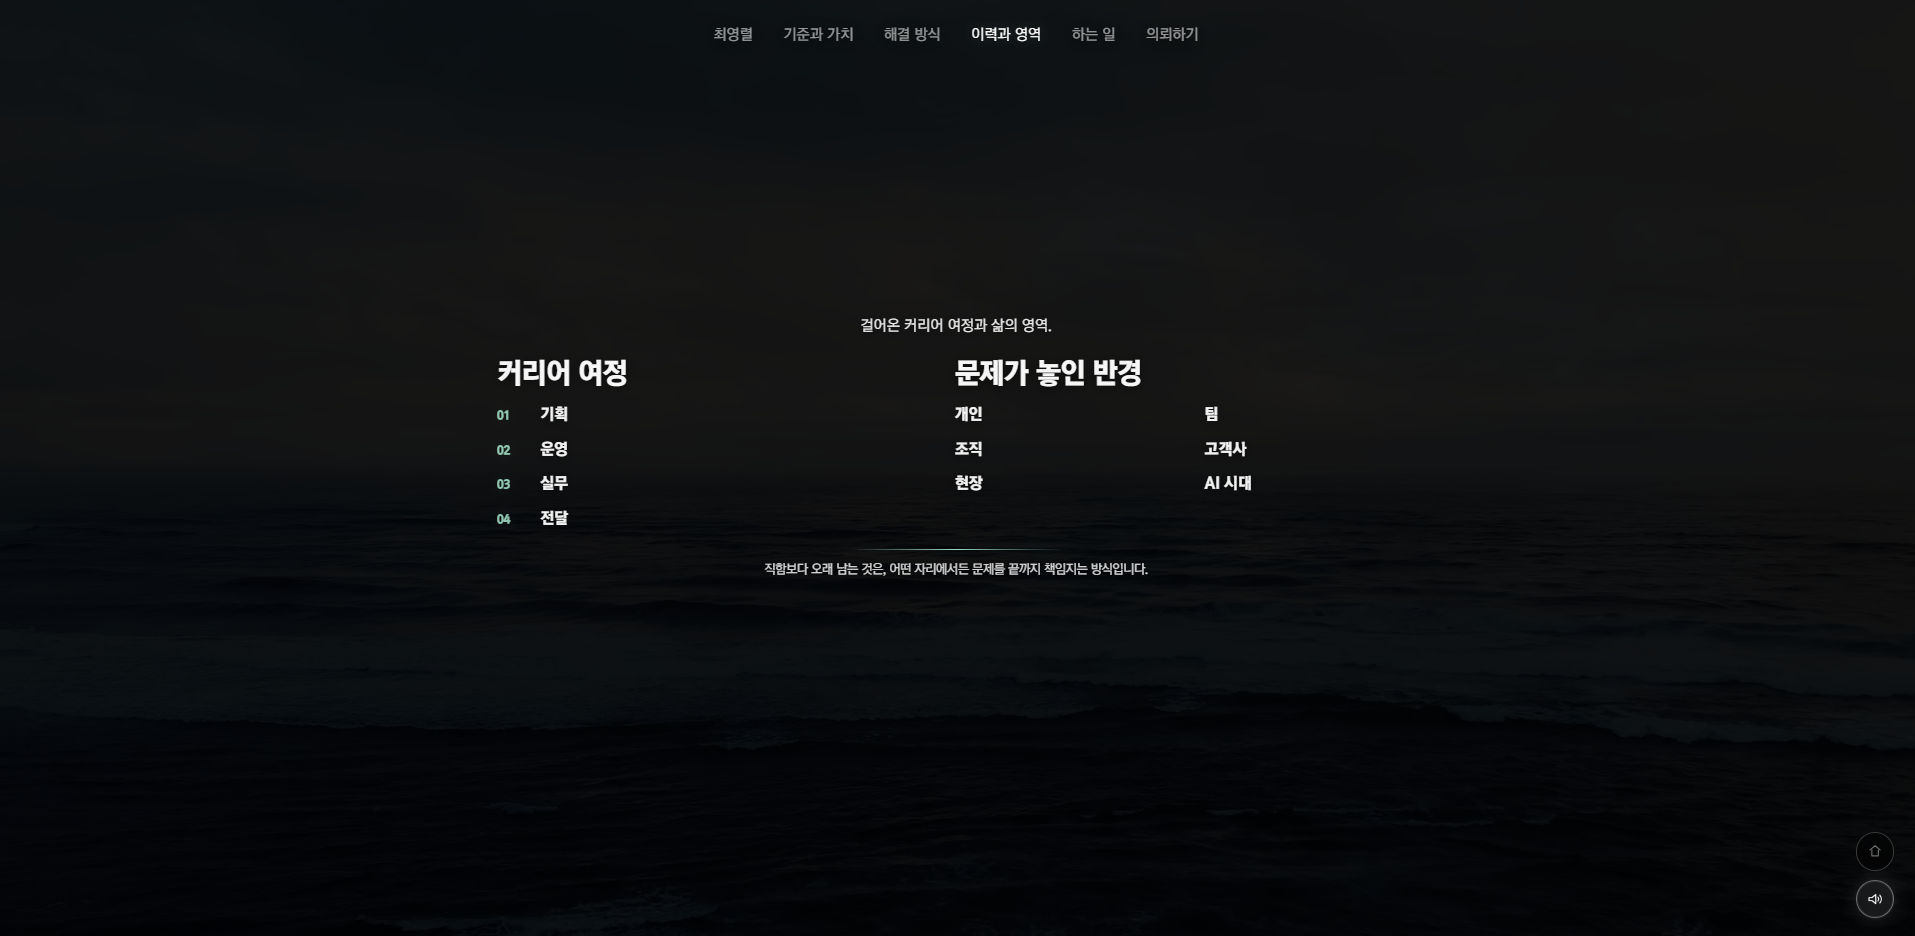 최영렬 기준과 가치 해결 방식 이력과 영역 하는 일 의뢰하기
걸어온 커리어 여정과 삶의 영역.
커리어 여정
01 기획
02 운영
03 실무
04 전달
문제가 놓인 반경
개인 팀
조직 고객사
현장 AI 시대
직함보다 오래 남는 것은, 어떤 자리에서든 문제를 끝까지 책임지는 방식입니다.